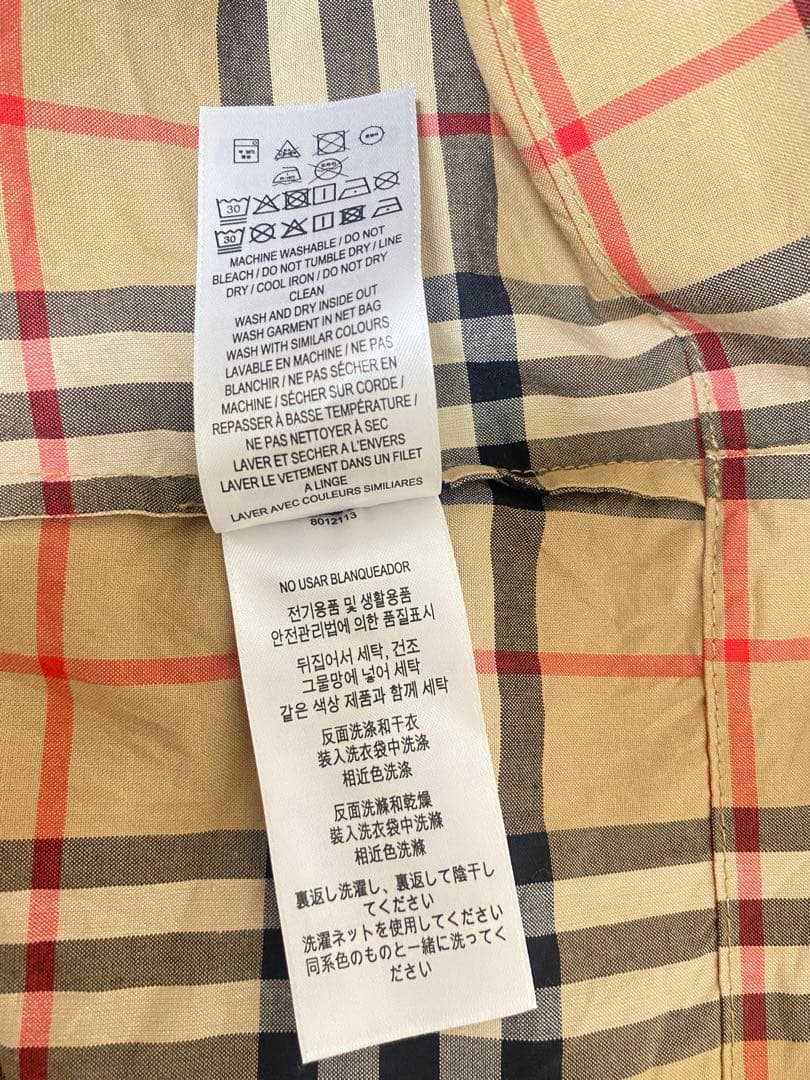 30
30
MACHINE WASHABLE / DO NOT
BLEACH / DO NOT TUMBLE DRY / LINE
DRY / COOL IRON / DO NOT DRY
CLEAN
WASH AND DRY INSIDE OUT
WASH GARMENT IN NET BAG
WASH WITH SIMILAR COLOURS
LAVABLE EN MACHINE / NE PAS
BLANCHIR / NE PAS SÉCHER EN
MACHINE / SÉCHER SUR CORDE /
REPASSER À BASSE TEMPÉRATURE /
NE PAS NETTOYER À SEC
LAVER ET SECHER A L'ENVERS
LAVER LE VETEMENT DANS UN FILET
A LINGE
LAVER AVEC COULEURS SIMILIARES
8012113
NO USAR BLANQUEADOR
전기용품 및 생활용품
안전관리법에 의한 품질표시
뒤집어서 세탁, 건조
그물망에 넣어 세탁
같은 색상 제품과 함께 세탁
反面洗涤和干衣
装入洗衣袋中洗涤
相近色洗涤
反面洗滌和乾燥
裝入洗衣袋中洗滌
相近色洗滌
裏返し洗濯し、裏返して陰干し
てください
洗濯ネットを使用してください
同系色のものと一緒に洗ってく
ださい